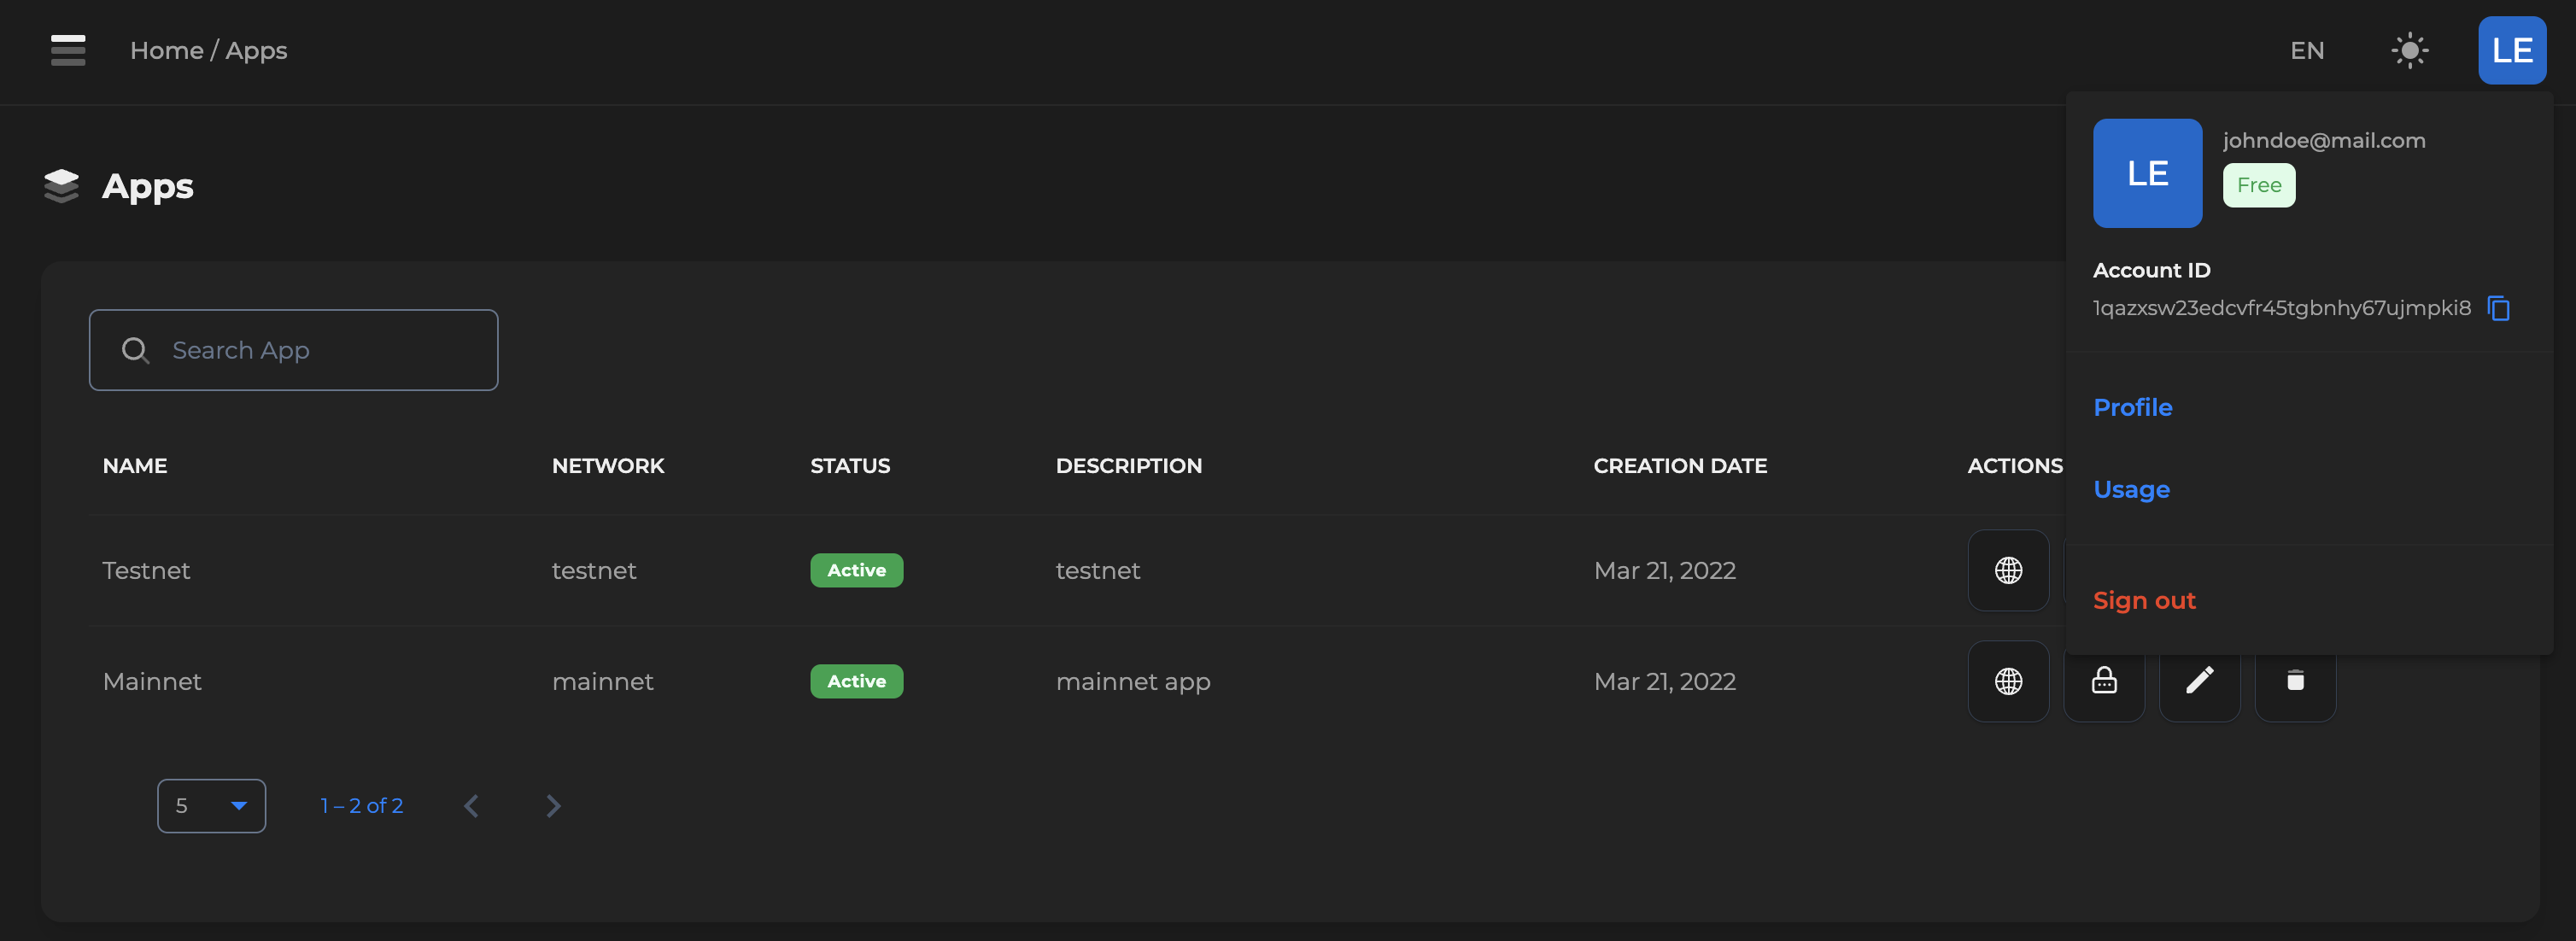 Home / Apps
EN
LE
LE
johndoe@mail.com
Free
Account ID
1qazxsw23edcvfr45tgbnhy67ujmpki8
Profile
Usage
Sign out
Apps
Search App
NAME NETWORK STATUS DESCRIPTION CREATION DATE ACTIONS
Testnet testnet Active testnet Mar 21, 2022
Mainnet mainnet Active mainnet app Mar 21, 2022
5 1 – 2 of 2